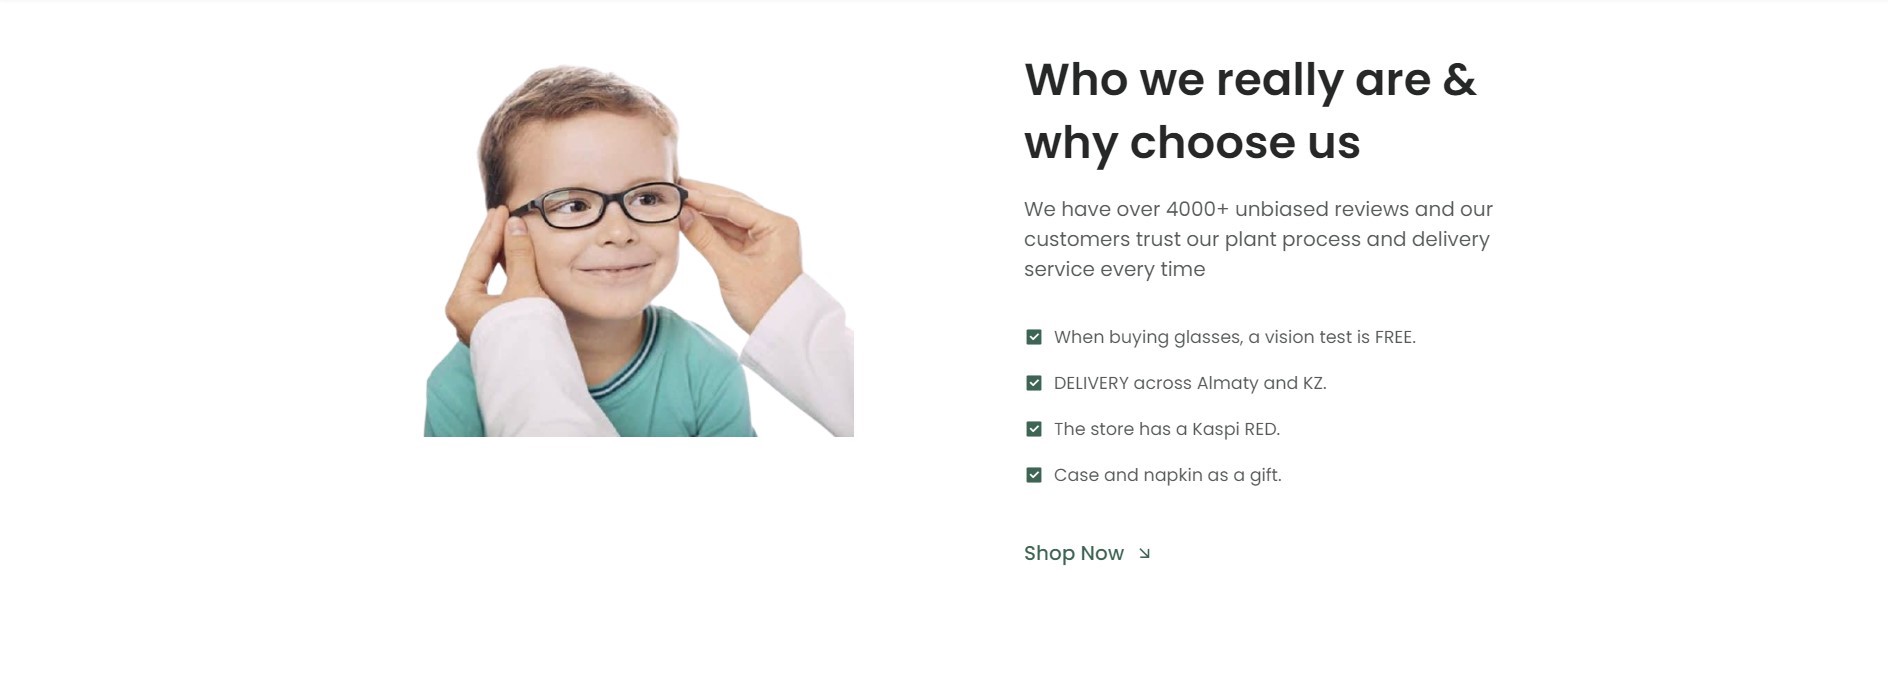 Who we really are &
why choose us
We have over 4000+ unbiased reviews and our
customers trust our plant process and delivery
service every time
When buying glasses, a vision test is FREE.
DELIVERY across Almaty and KZ.
The store has a Kaspi RED.
Case and napkin as a gift.
Shop Now